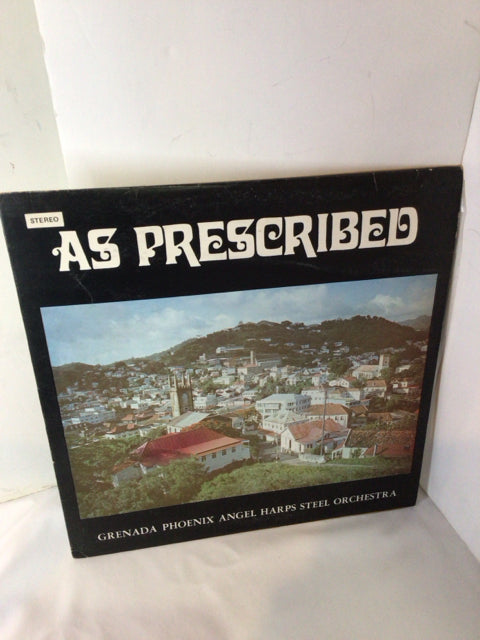 STEREO
AS PRESCRIBED
GRENADA PHOENIX ANGEL HARPS STEEL ORCHESTRA